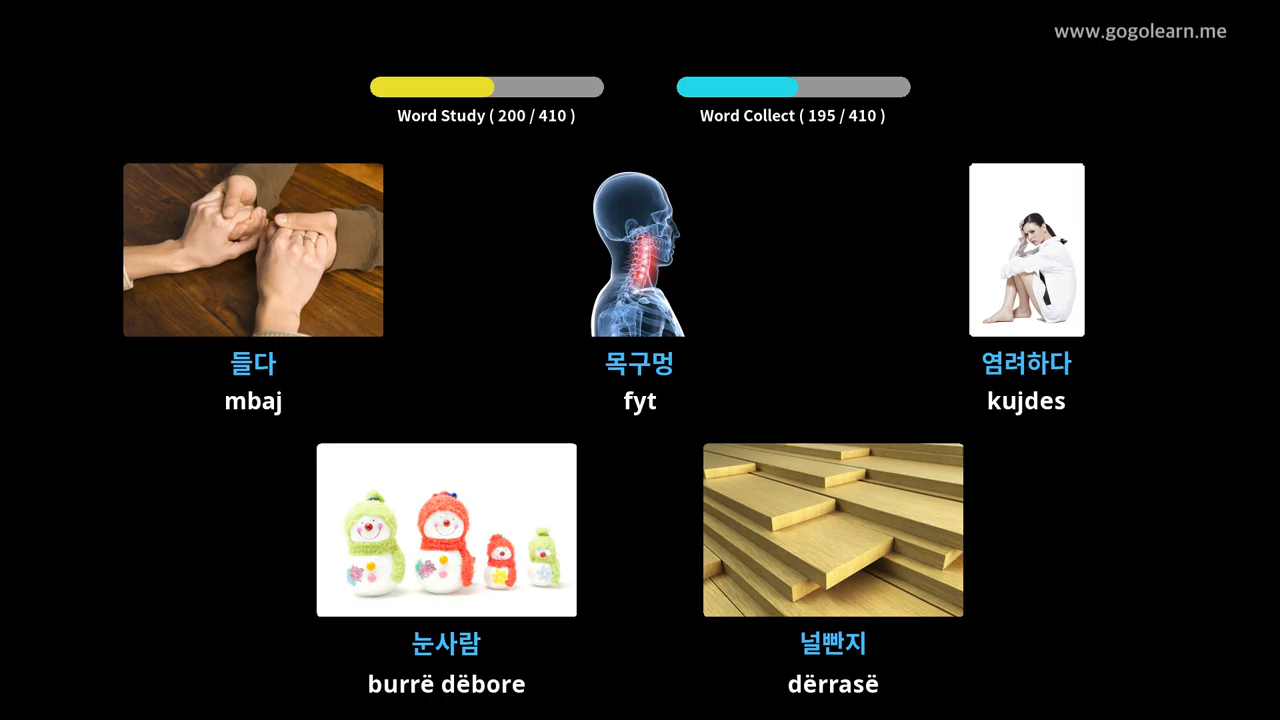 www.gogolearn.me
Word Study ( 200 / 410 )
Word Collect ( 195 / 410 )
들다
mbaj
목구멍
fyt
염려하다
kujdes
눈사람
burrë dëbore
널빤지
dërrasë